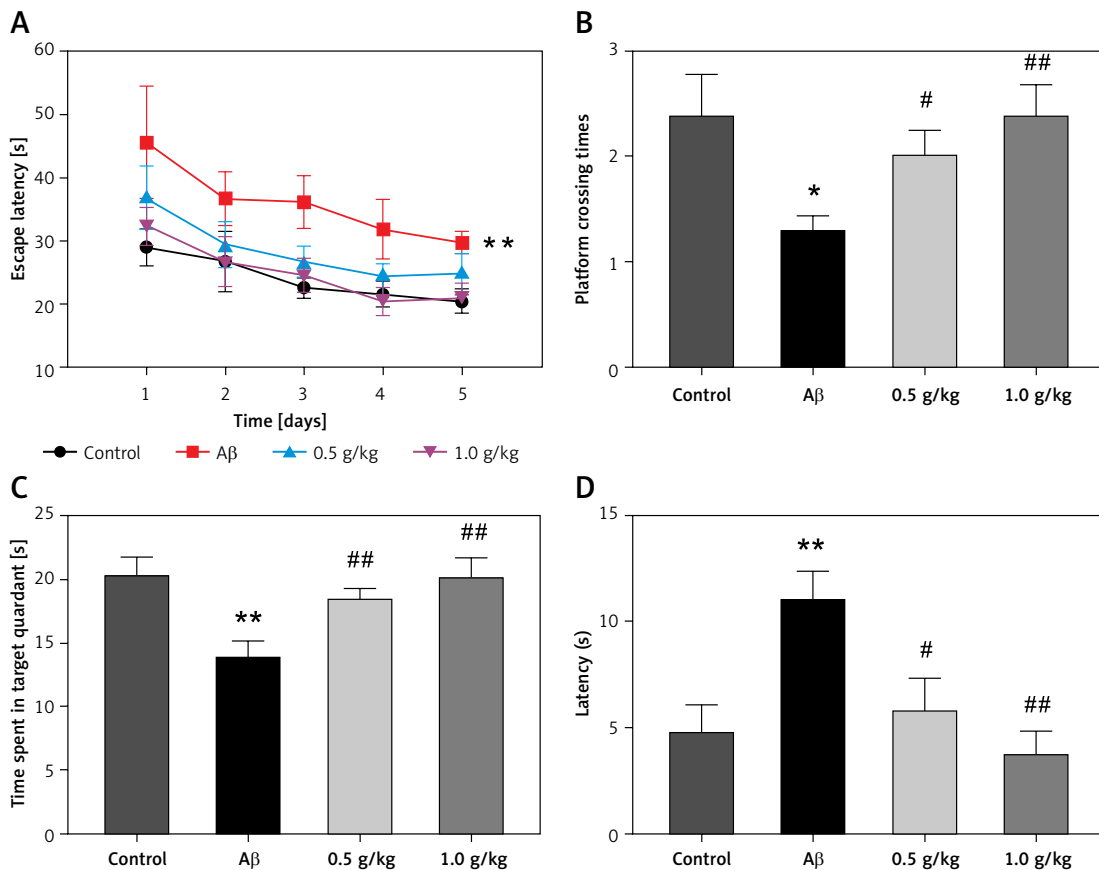 A
Escape latency [s]
60
50
40
30
20
10
**
1 2 3 4 5
Time [days]
Control Aβ 0.5 g/kg 1.0 g/kg
B
Platform crossing times
3
2
1
0
*
#
##
Control Aβ 0.5 g/kg 1.0 g/kg
C
Time spent in target quardant [s]
25
20
15
10
5
0
**
##
##
Control Aβ 0.5 g/kg 1.0 g/kg
D
Latency (s)
15
10
5
0
**
#
##
Control Aβ 0.5 g/kg 1.0 g/kg